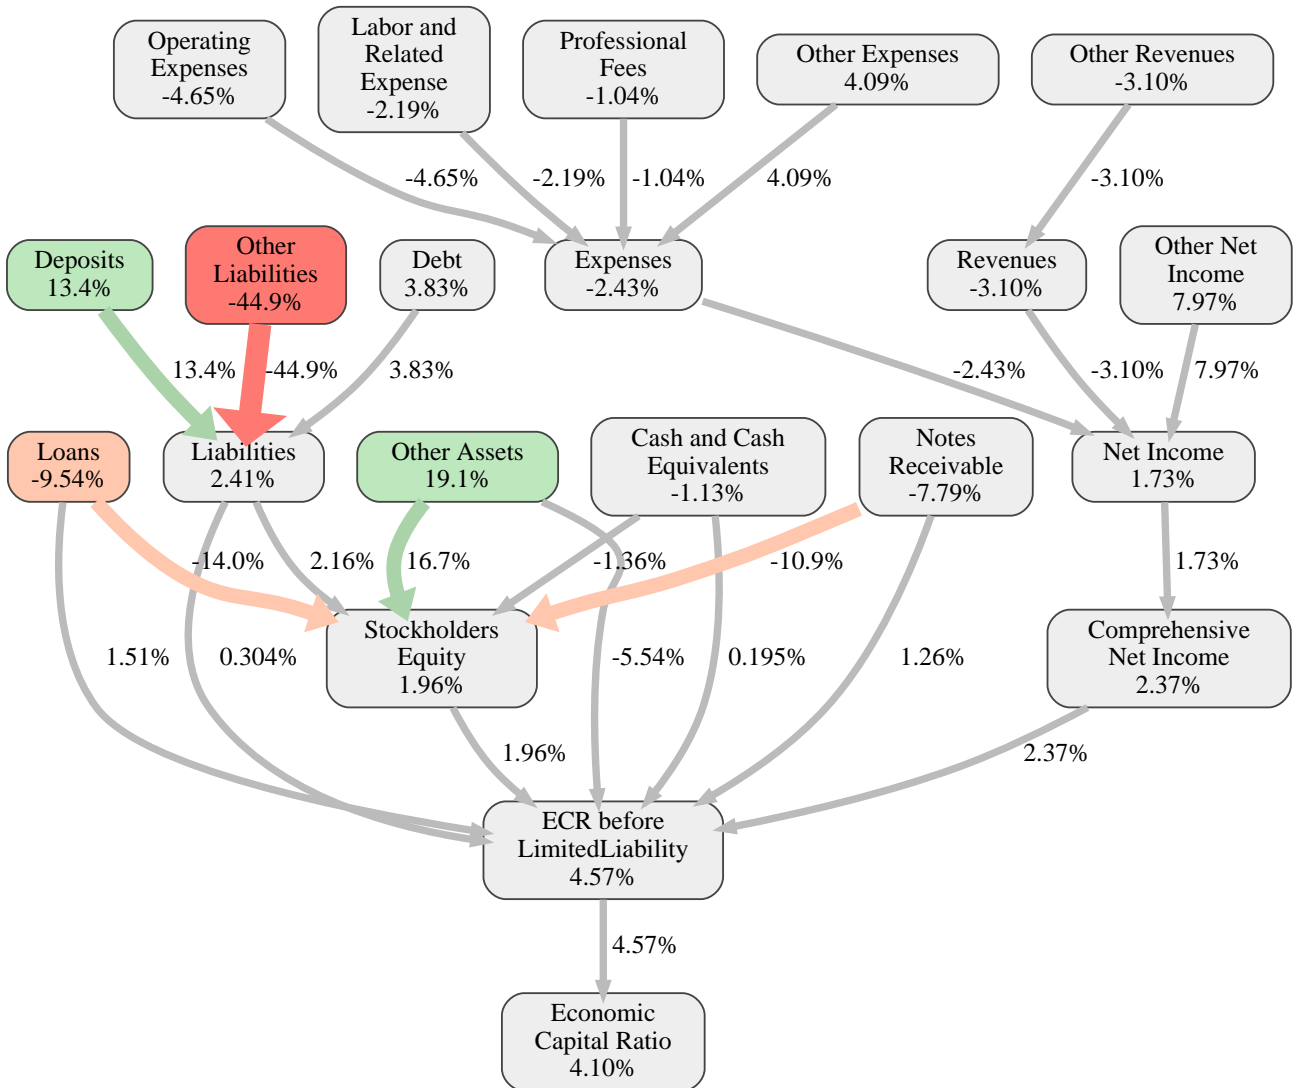 Operating
Expenses
-4.65%
Labor and
Related
Expense
-2.19%
Professional
Fees
-1.04%
Other Expenses
4.09%
Other Revenues
-3.10%
-4.65%
-2.19%
-1.04%
4.09%
-3.10%
Deposits
13.4%
Other
Liabilities
-44.9%
Debt
3.83%
Expenses
-2.43%
Revenues
-3.10%
Other Net
Income
7.97%
13.4%
-44.9%
3.83%
-2.43%
-3.10%
7.97%
Loans
-9.54%
Liabilities
2.41%
Other Assets
19.1%
Cash and Cash
Equivalents
-1.13%
Notes
Receivable
-7.79%
Net Income
1.73%
-14.0%
2.16%
16.7%
-1.36%
-10.9%
1.73%
Stockholders
Equity
1.96%
Comprehensive
Net Income
2.37%
1.51%
0.304%
-5.54%
0.195%
1.26%
1.96%
2.37%
ECR before
LimitedLiability
4.57%
4.57%
Economic
Capital Ratio
4.10%